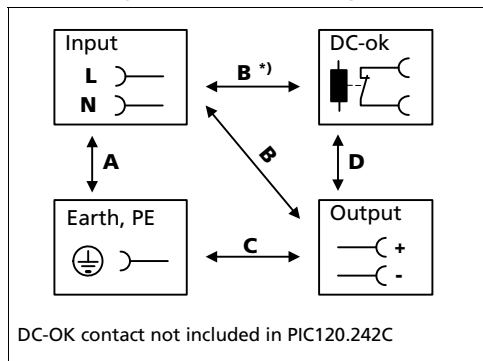 Input
DC-ok
L
N
B *)
A
B
D
Earth, PE
Output
C
+
-
DC-OK contact not included in PIC120.242C